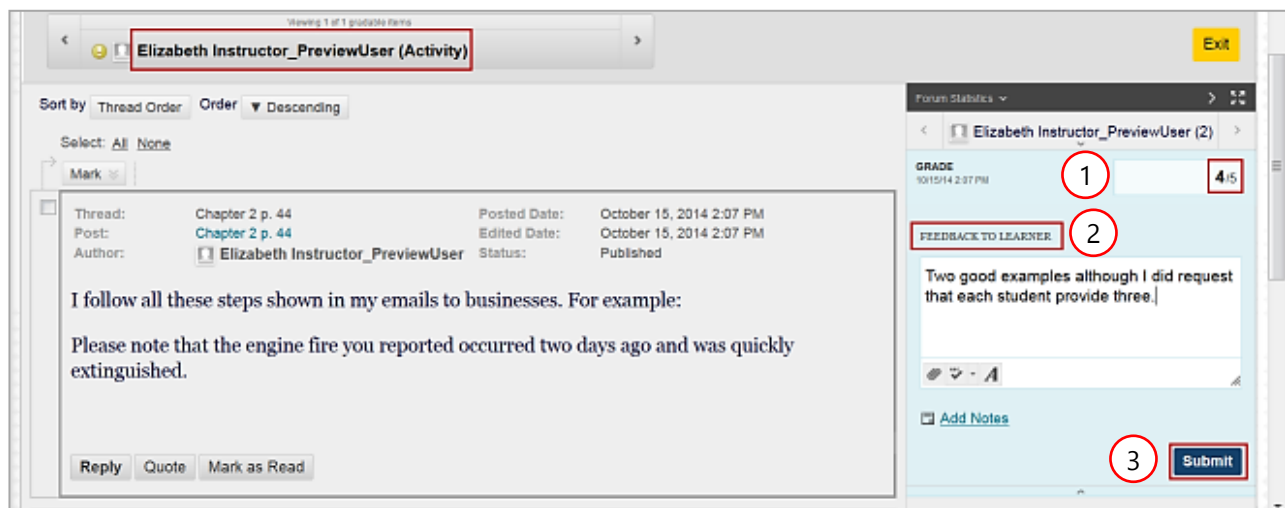 Viewing 1 of 1 gradable items
Elizabeth Instructor_PreviewUser (Activity)
Exit
Sort by Thread Order Order ▼ Descending
Select: All None
Mark
Thread: Chapter 2 p. 44 Posted Date: October 15, 2014 2:07 PM
Post: Chapter 2 p. 44 Edited Date: October 15, 2014 2:07 PM
Author: Elizabeth Instructor_PreviewUser Status: Published
I follow all these steps shown in my emails to businesses. For example:
Please note that the engine fire you reported occurred two days ago and was quickly
extinguished.
Reply Quote Mark as Read
Forum Statistics
Elizabeth Instructor_PreviewUser (2)
GRADE
10/15/14 2:07 PM
1
4/5
FEEDBACK TO LEARNER 2
Two good examples although I did request
that each student provide three.
A
Add Notes
3 Submit